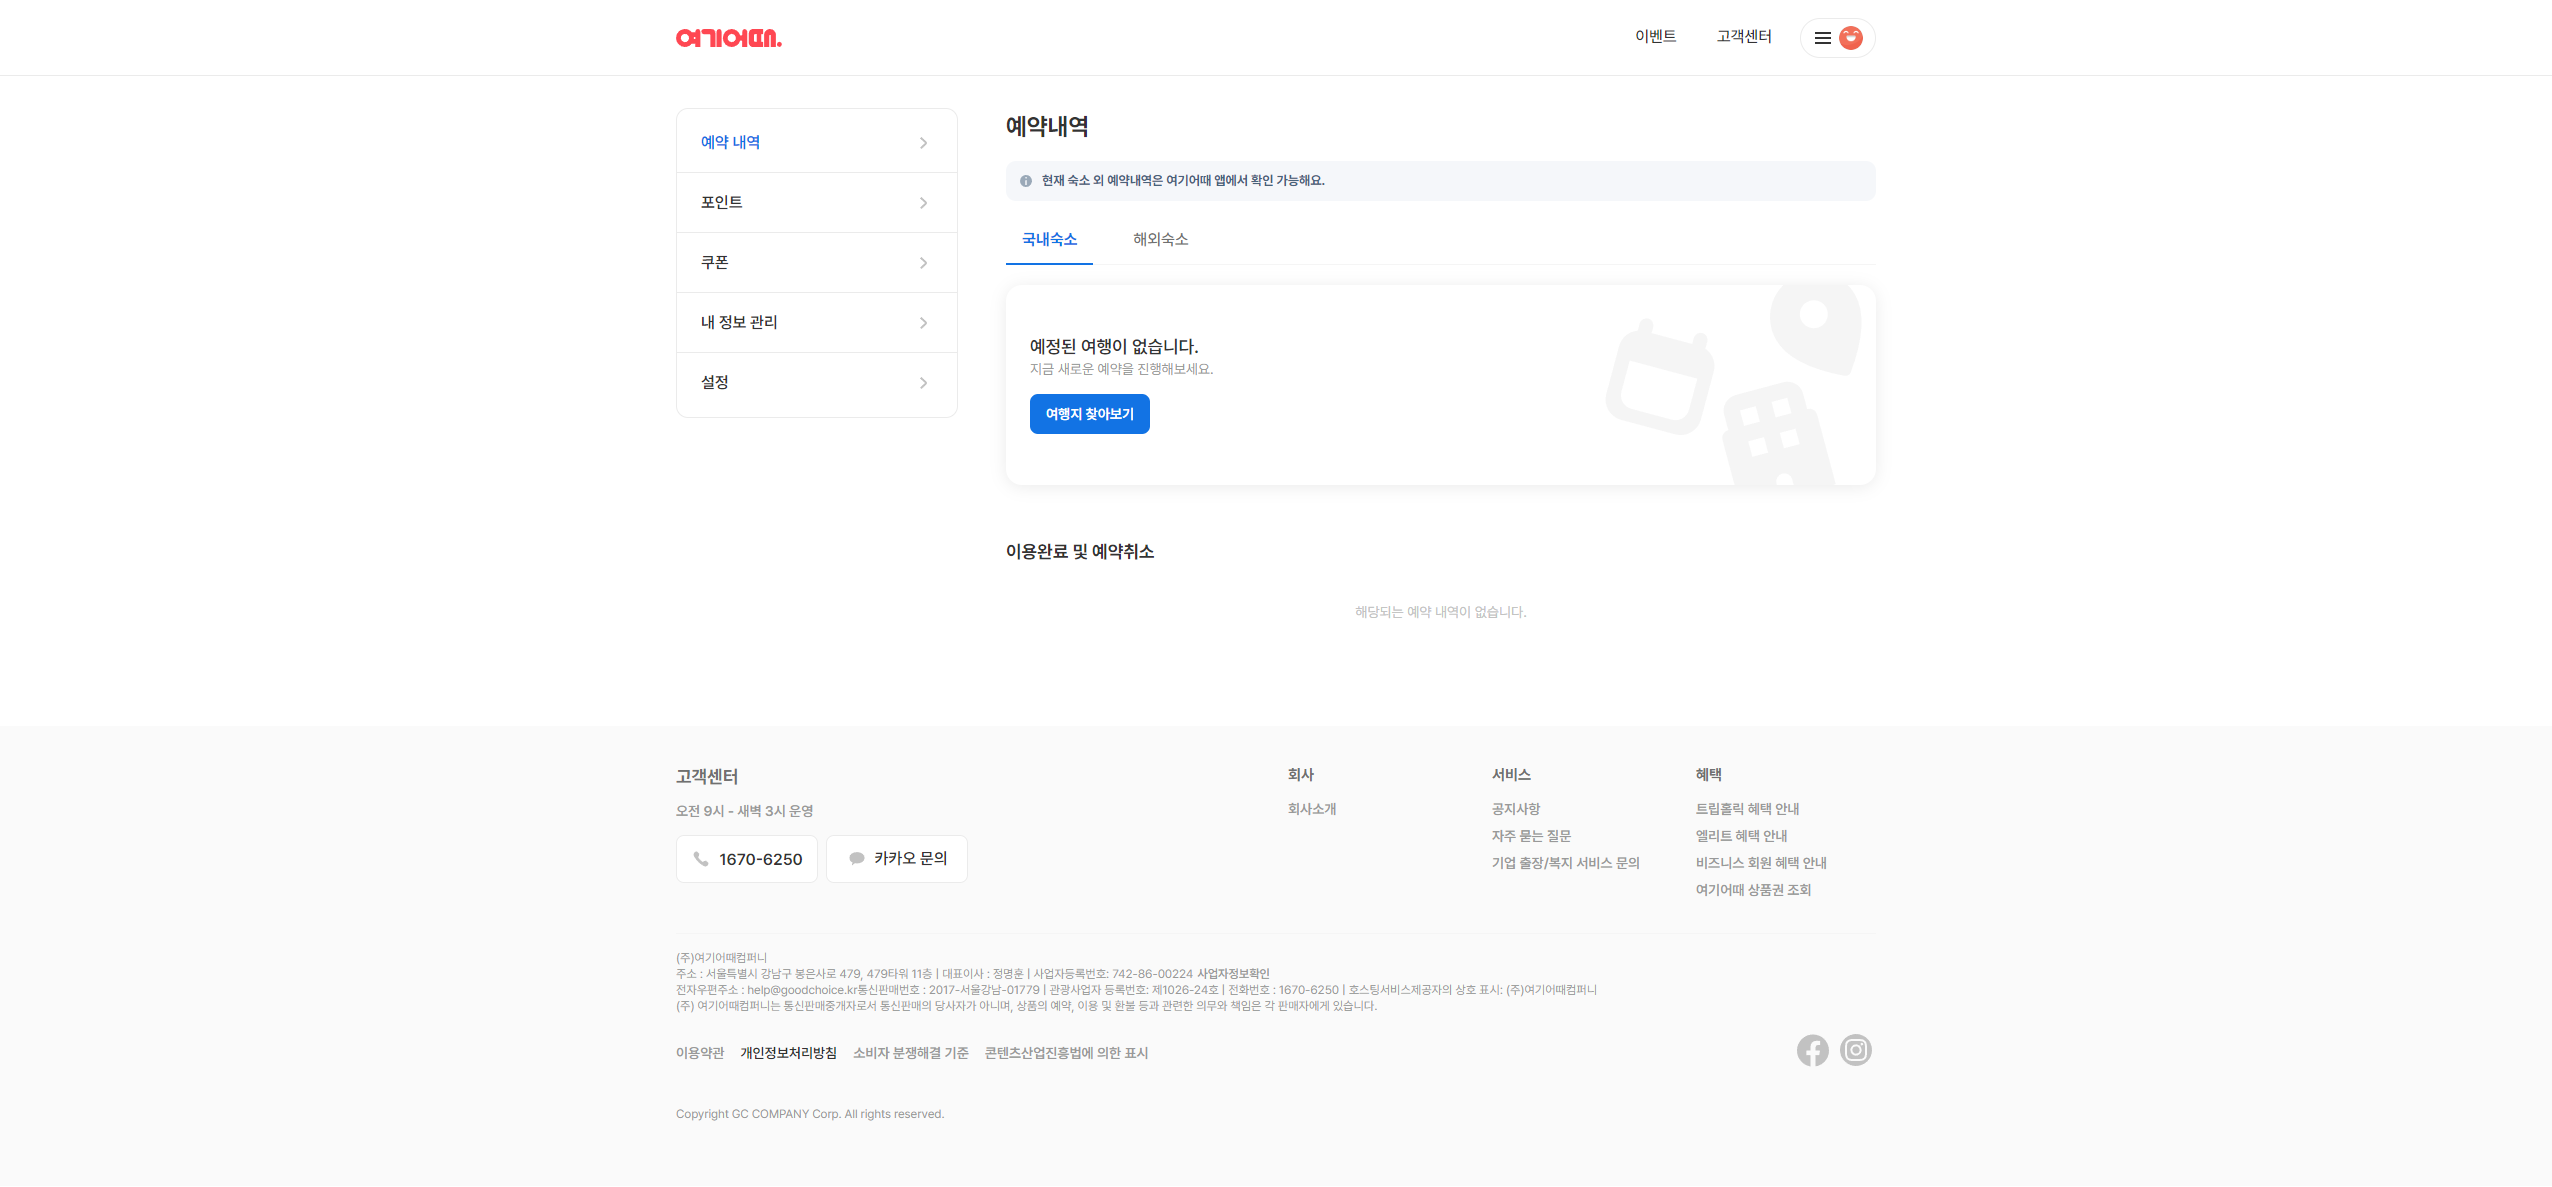 여기어때.
이벤트
고객센터
예약 내역
포인트
쿠폰
내 정보 관리
설정
예약내역
현재 숙소 외 예약내역은 여기어때 앱에서 확인 가능해요.
국내숙소
해외숙소
예정된 여행이 없습니다.
지금 새로운 예약을 진행해보세요.
여행지 찾아보기
이용완료 및 예약취소
해당되는 예약 내역이 없습니다.
고객센터
오전 9시 - 새벽 3시 운영
1670-6250
카카오 문의
회사
회사소개
서비스
공지사항
자주 묻는 질문
기업 출장/복지 서비스 문의
혜택
트립홀릭 혜택 안내
엘리트 혜택 안내
비즈니스 회원 혜택 안내
여기어때 상품권 조회
(주)여기어때컴퍼니
주소 : 서울특별시 강남구 봉은사로 479, 479타워 11층 | 대표이사 : 정명훈 | 사업자등록번호: 742-86-00224 사업자정보확인
전자우편주소 : help@goodchoice.kr통신판매번호 : 2017-서울강남-01779 | 관광사업자 등록번호: 제1026-24호 | 전화번호 : 1670-6250 | 호스팅서비스제공자의 상호 표시: (주)여기어때컴퍼니
(주) 여기어때컴퍼니는 통신판매중개자로서 통신판매의 당사자가 아니며, 상품의 예약, 이용 및 환불 등과 관련한 의무와 책임은 각 판매자에게 있습니다.
이용약관
개인정보처리방침
소비자 분쟁해결 기준
콘텐츠산업진흥법에 의한 표시
Copyright GC COMPANY Corp. All rights reserved.